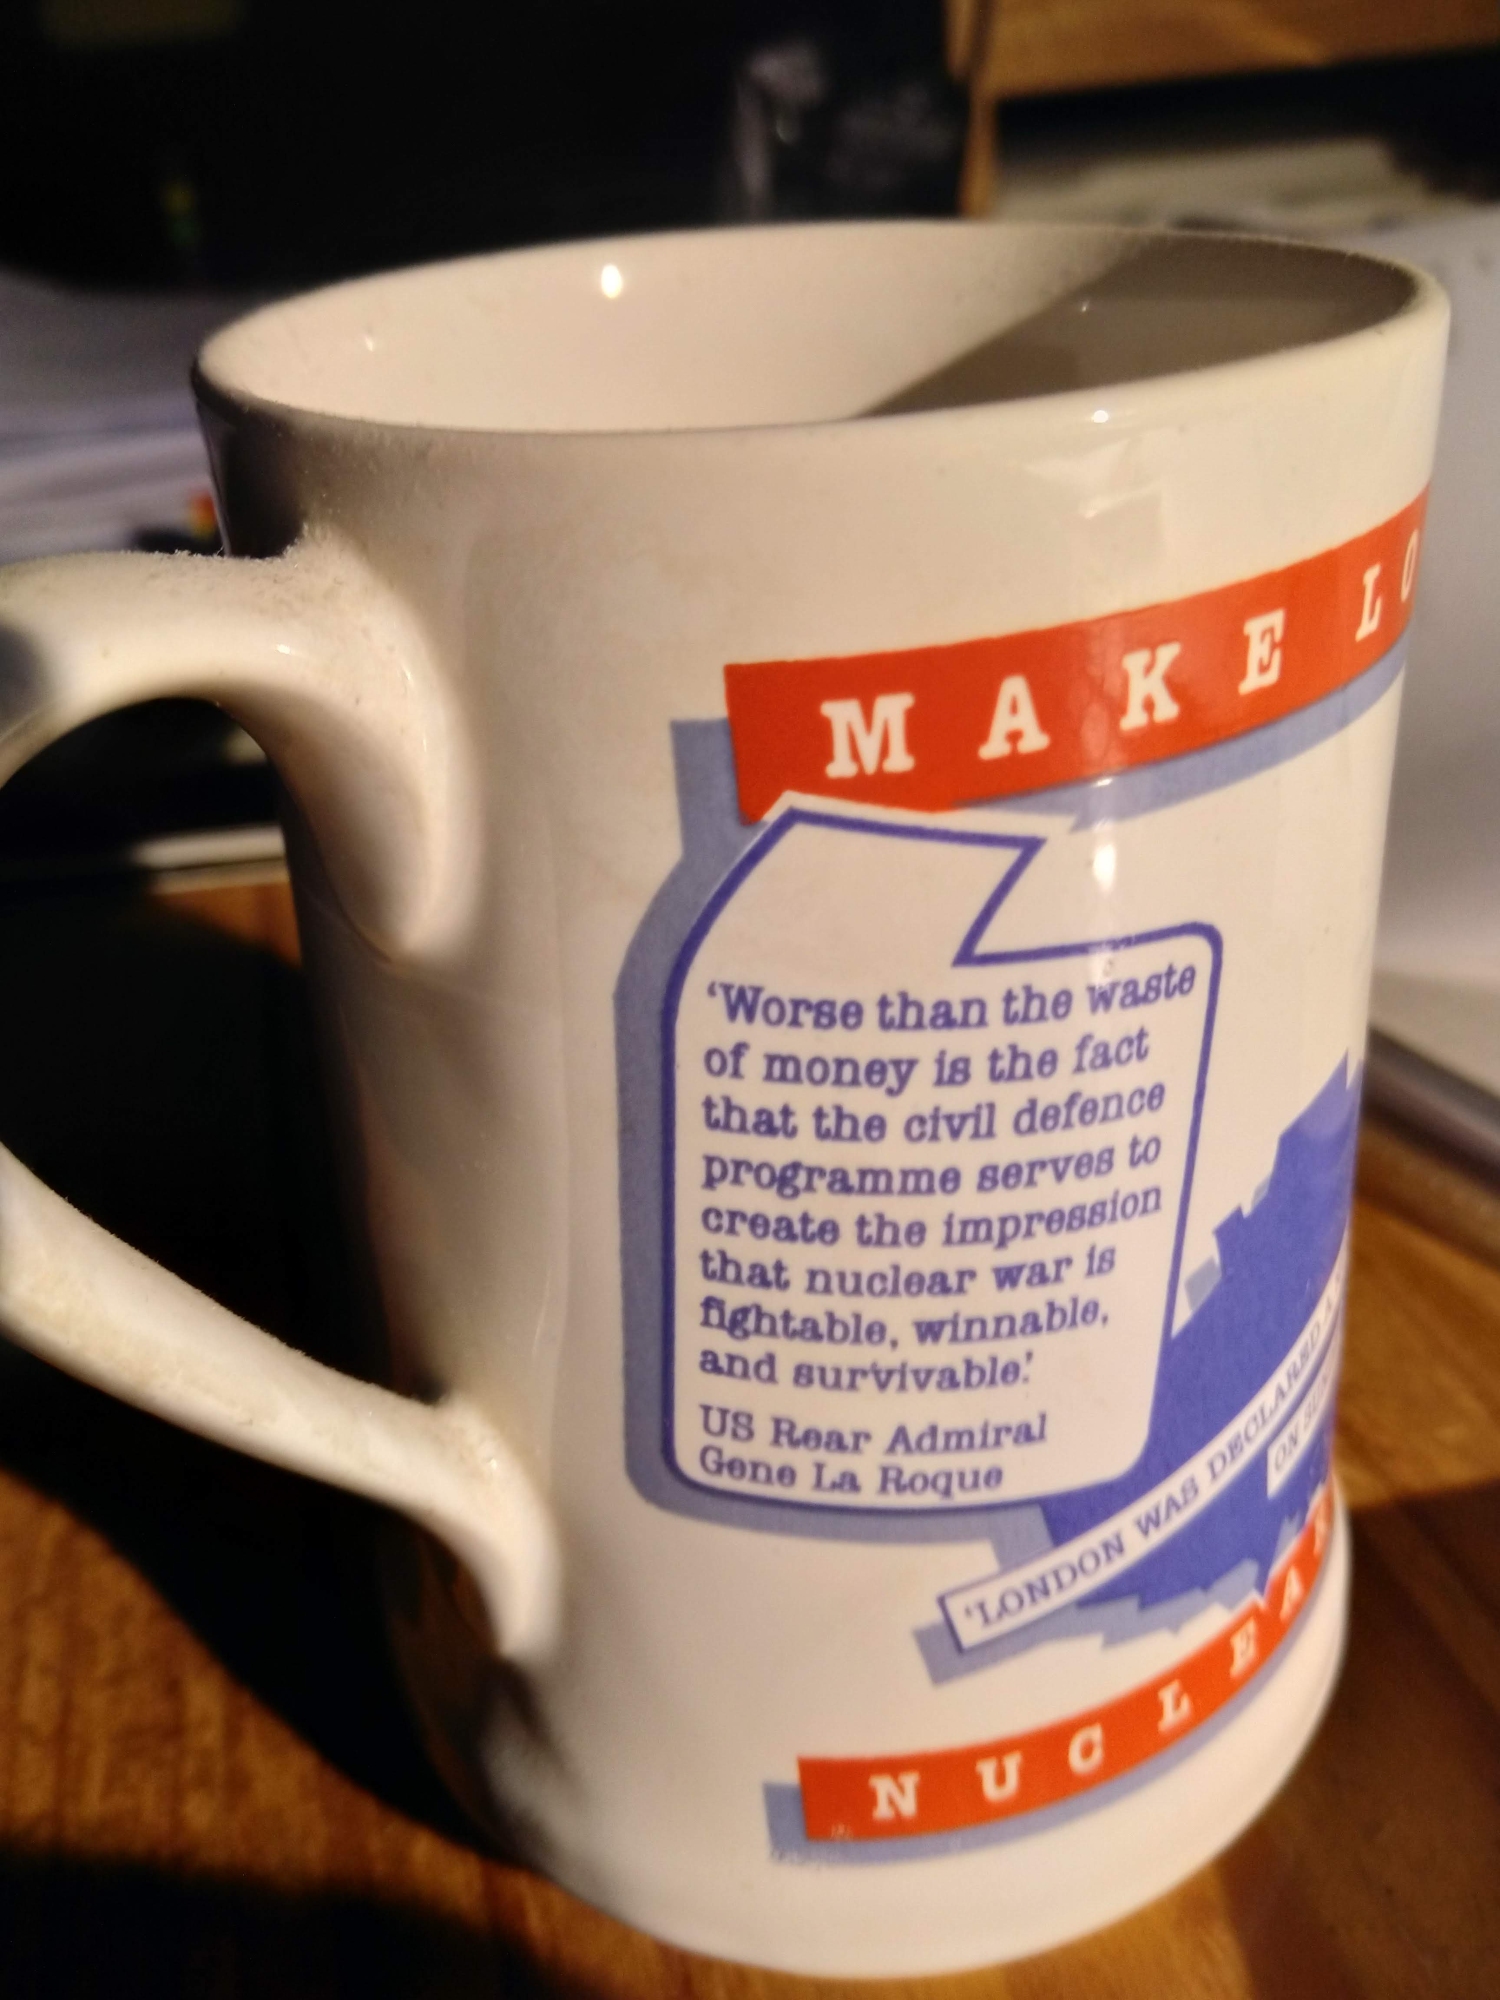 MAKE LO
‘Worse than the waste
of money is the fact
that the civil defence
programme serves to
create the impression
that nuclear war is
fightable, winnable,
and survivable.’
US Rear Admiral
Gene La Roque
‘LONDON WAS DECLARED A
ON
NUCLEA